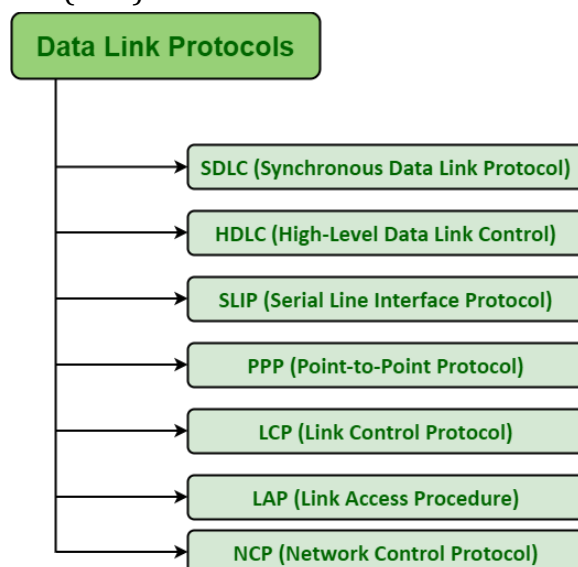 Data Link Protocols
SDLC (Synchronous Data Link Protocol)
HDLC (High-Level Data Link Control)
SLIP (Serial Line Interface Protocol)
PPP (Point-to-Point Protocol)
LCP (Link Control Protocol)
LAP (Link Access Procedure)
NCP (Network Control Protocol)